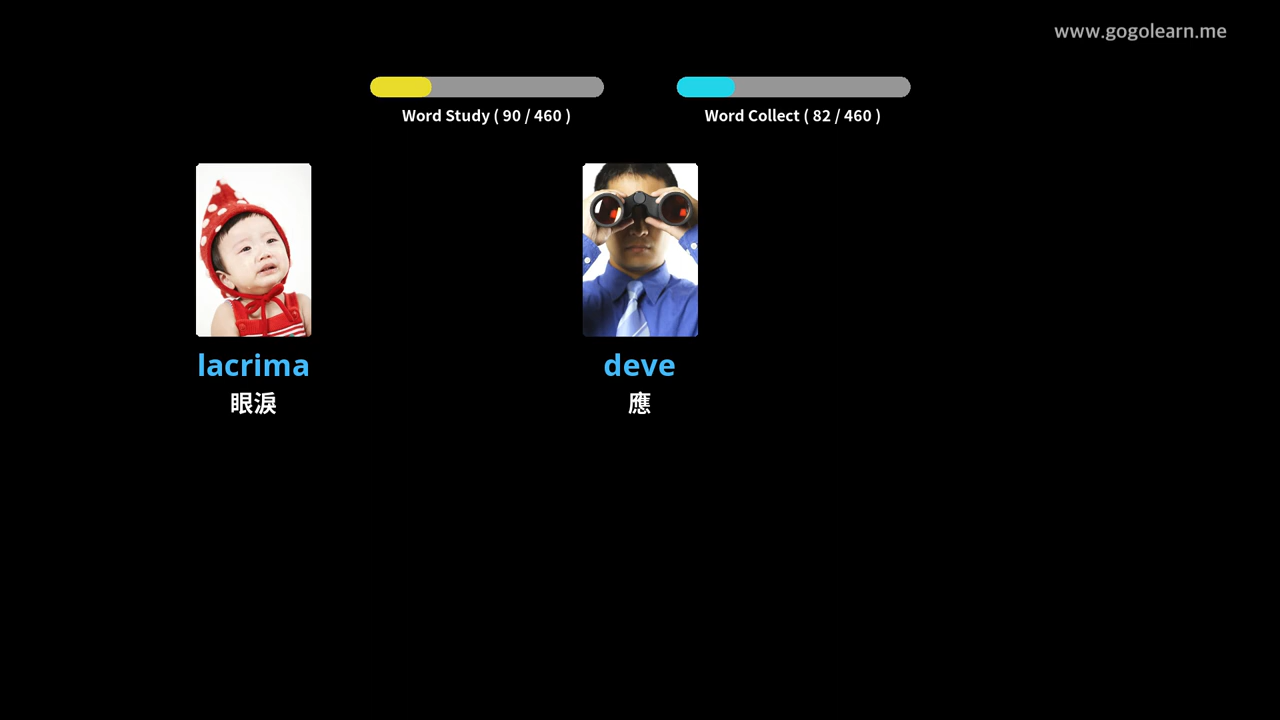 www.gogolearn.me
Word Study ( 90 / 460 )
Word Collect ( 82 / 460 )
lacrima
眼淚
deve
應